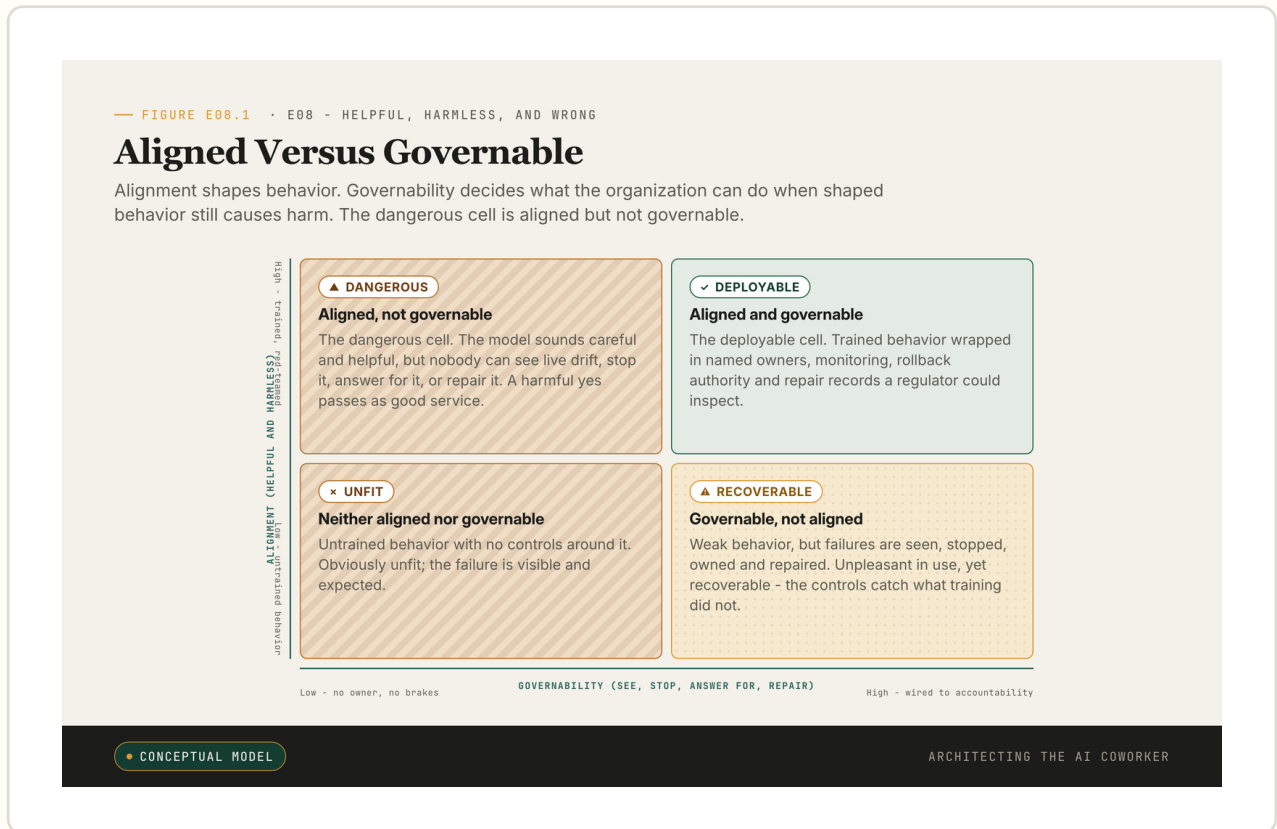 FIGURE E08.1 · E08 - HELPFUL, HARMLESS, AND WRONG
Aligned Versus Governable
Alignment shapes behavior. Governability decides what the organization can do when shaped
behavior still causes harm. The dangerous cell is aligned but not governable.
High - trained, red-teamed
ALIGNMENT (HELPFUL AND HARMLESS)
Low - untrained behavior
▲ DANGEROUS
Aligned, not governable
The dangerous cell. The model sounds careful
and helpful, but nobody can see live drift, stop
it, answer for it, or repair it. A harmful yes
passes as good service.
✓ DEPLOYABLE
Aligned and governable
The deployable cell. Trained behavior wrapped
in named owners, monitoring, rollback
authority and repair records a regulator could
inspect.
× UNFIT
Neither aligned nor governable
Untrained behavior with no controls around it.
Obviously unfit; the failure is visible and
expected.
⚠ RECOVERABLE
Governable, not aligned
Weak behavior, but failures are seen, stopped,
owned and repaired. Unpleasant in use, yet
recoverable - the controls catch what training
did not.
Low - no owner, no brakes
GOVERNABILITY (SEE, STOP, ANSWER FOR, REPAIR)
High - wired to accountability
CONCEPTUAL MODEL
ARCHITECTING THE AI COWORKER